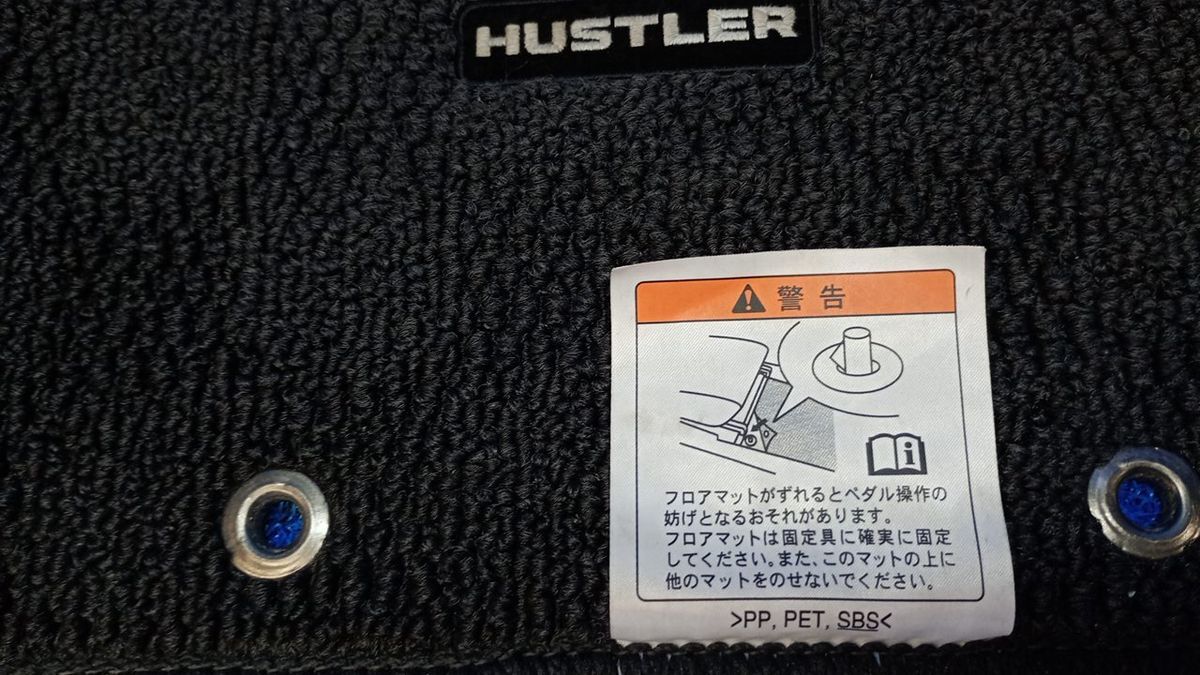 HUSTLER
警告
フロアマットがずれるとペダル操作の
妨げとなるおそれがあります。
フロアマットは固定具に確実に固定
してください。また、このマットの上に
他のマットをのせないでください。
>PP, PET, SBS<